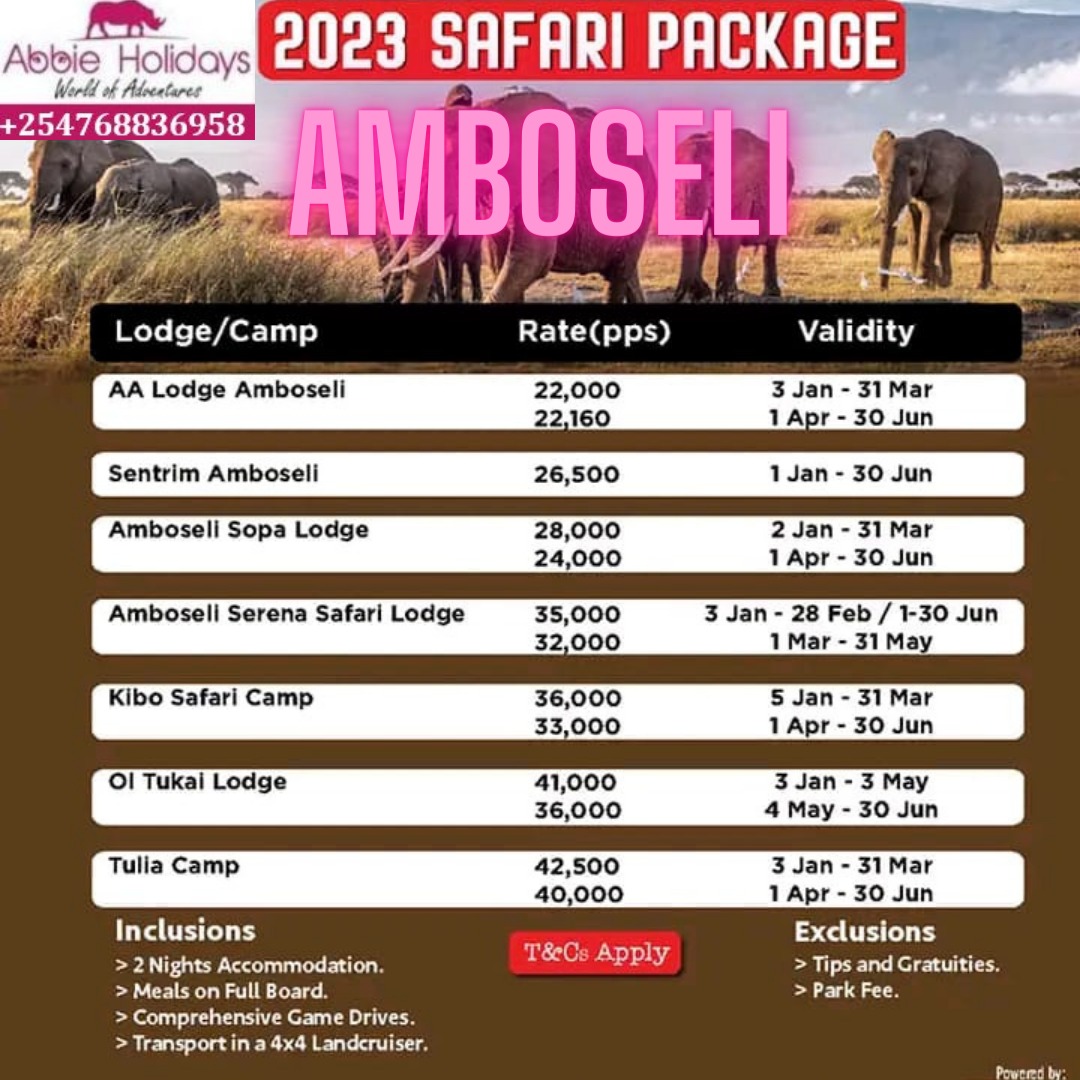 Abbie Holidays
World of Adventures
+254768836958
2023 SAFARI PACKAGE
AMBOSELI
Lodge/Camp Rate(pps) Validity
AA Lodge Amboseli 22,000 3 Jan - 31 Mar
22,160 1 Apr - 30 Jun
Sentrim Amboseli 26,500 1 Jan - 30 Jun
Amboseli Sopa Lodge 28,000 2 Jan - 31 Mar
24,000 1 Apr - 30 Jun
Amboseli Serena Safari Lodge 35,000 3 Jan - 28 Feb / 1-30 Jun
32,000 1 Mar - 31 May
Kibo Safari Camp 36,000 5 Jan - 31 Mar
33,000 1 Apr - 30 Jun
Ol Tukai Lodge 41,000 3 Jan - 3 May
36,000 4 May - 30 Jun
Tulia Camp 42,500 3 Jan - 31 Mar
40,000 1 Apr - 30 Jun
Inclusions
> 2 Nights Accommodation.
> Meals on Full Board.
> Comprehensive Game Drives.
> Transport in a 4x4 Landcruiser.
T&Cs Apply
Exclusions
> Tips and Gratuities.
> Park Fee.
Powered by: